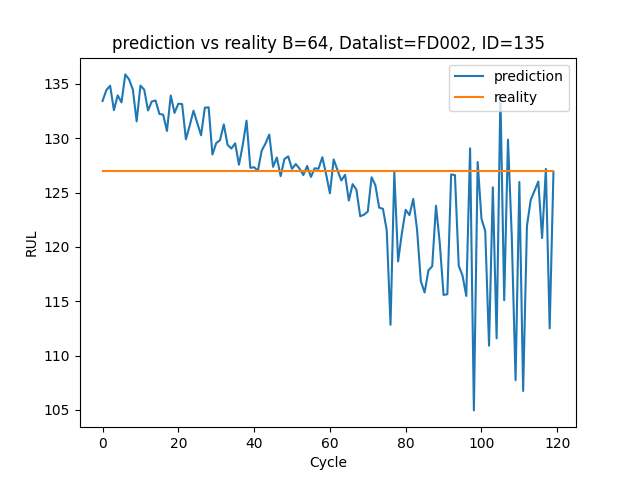 prediction vs reality B=64, Datalist=FD002, ID=135
prediction
reality
RUL
135
130
125
120
115
110
105
0 20 40 60 80 100 120
Cycle